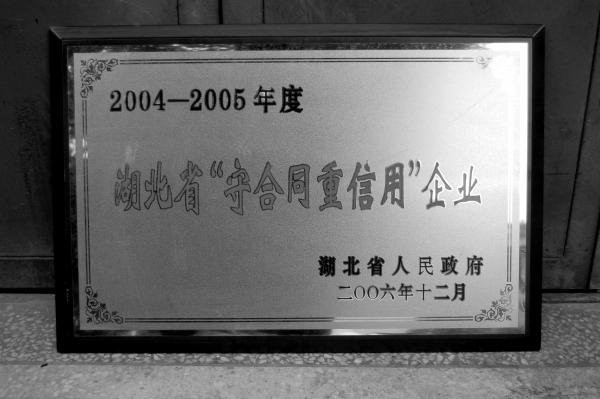 2004—2005年度
湖北省“守合同重信用”企业
湖北省人民政府
二〇〇六年十二月